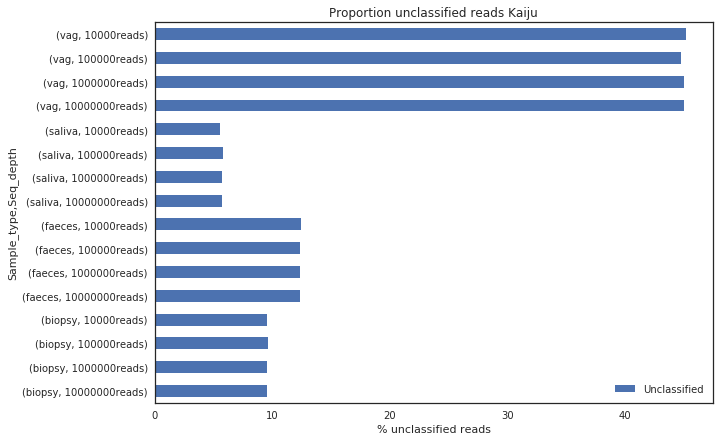 Proportion unclassified reads Kaiju
(vag, 10000reads)
(vag, 100000reads)
(vag, 1000000reads)
(vag, 10000000reads)
(saliva, 10000reads)
(saliva, 100000reads)
(saliva, 1000000reads)
(saliva, 10000000reads)
(faeces, 10000reads)
(faeces, 100000reads)
(faeces, 1000000reads)
(faeces, 10000000reads)
(biopsy, 10000reads)
(biopsy, 100000reads)
(biopsy, 1000000reads)
(biopsy, 10000000reads)
Sample_type,Seq_depth
Unclassified
0 10 20 30 40
% unclassified reads